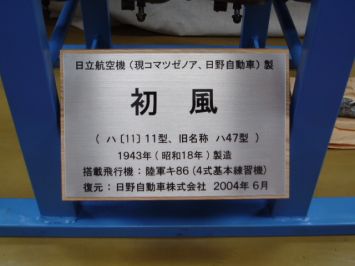 日立航空機（現コマツゼノア、日野自動車）製
初 風
（ ハ〔11〕11型、旧名称 ハ47型 ）
1943年（昭和18年）製造
搭載飛行機：陸軍キ86（4式基本練習機）
復元：日野自動車株式会社 2004年 6月